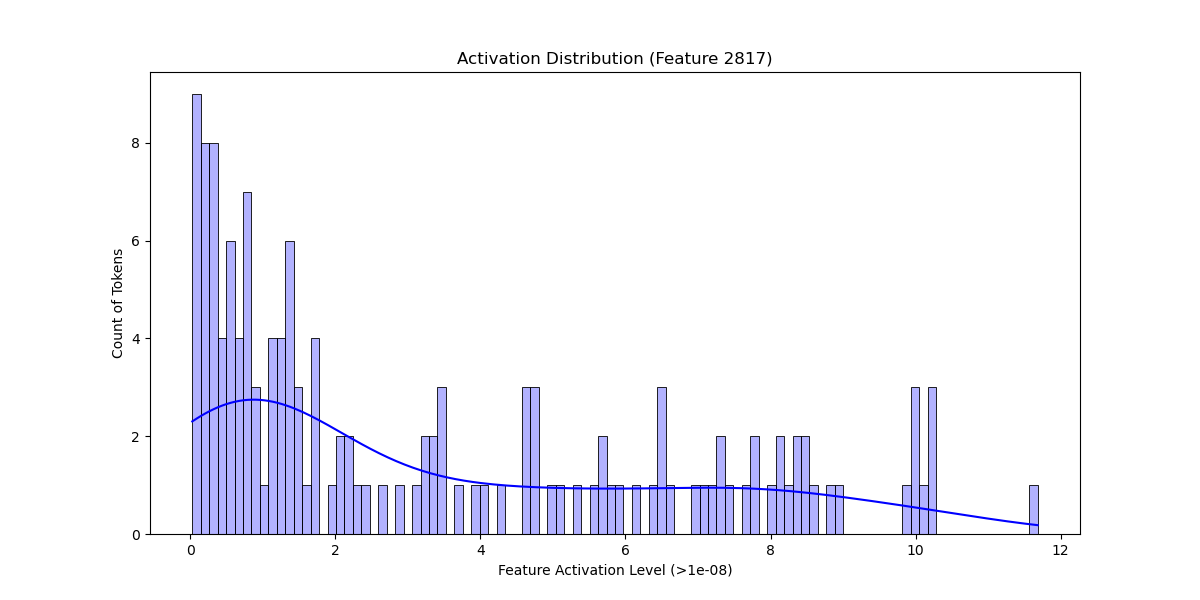 Activation Distribution (Feature 2817)
Count of Tokens
8
6
4
2
0
0 2 4 6 8 10 12
Feature Activation Level (>1e-08)